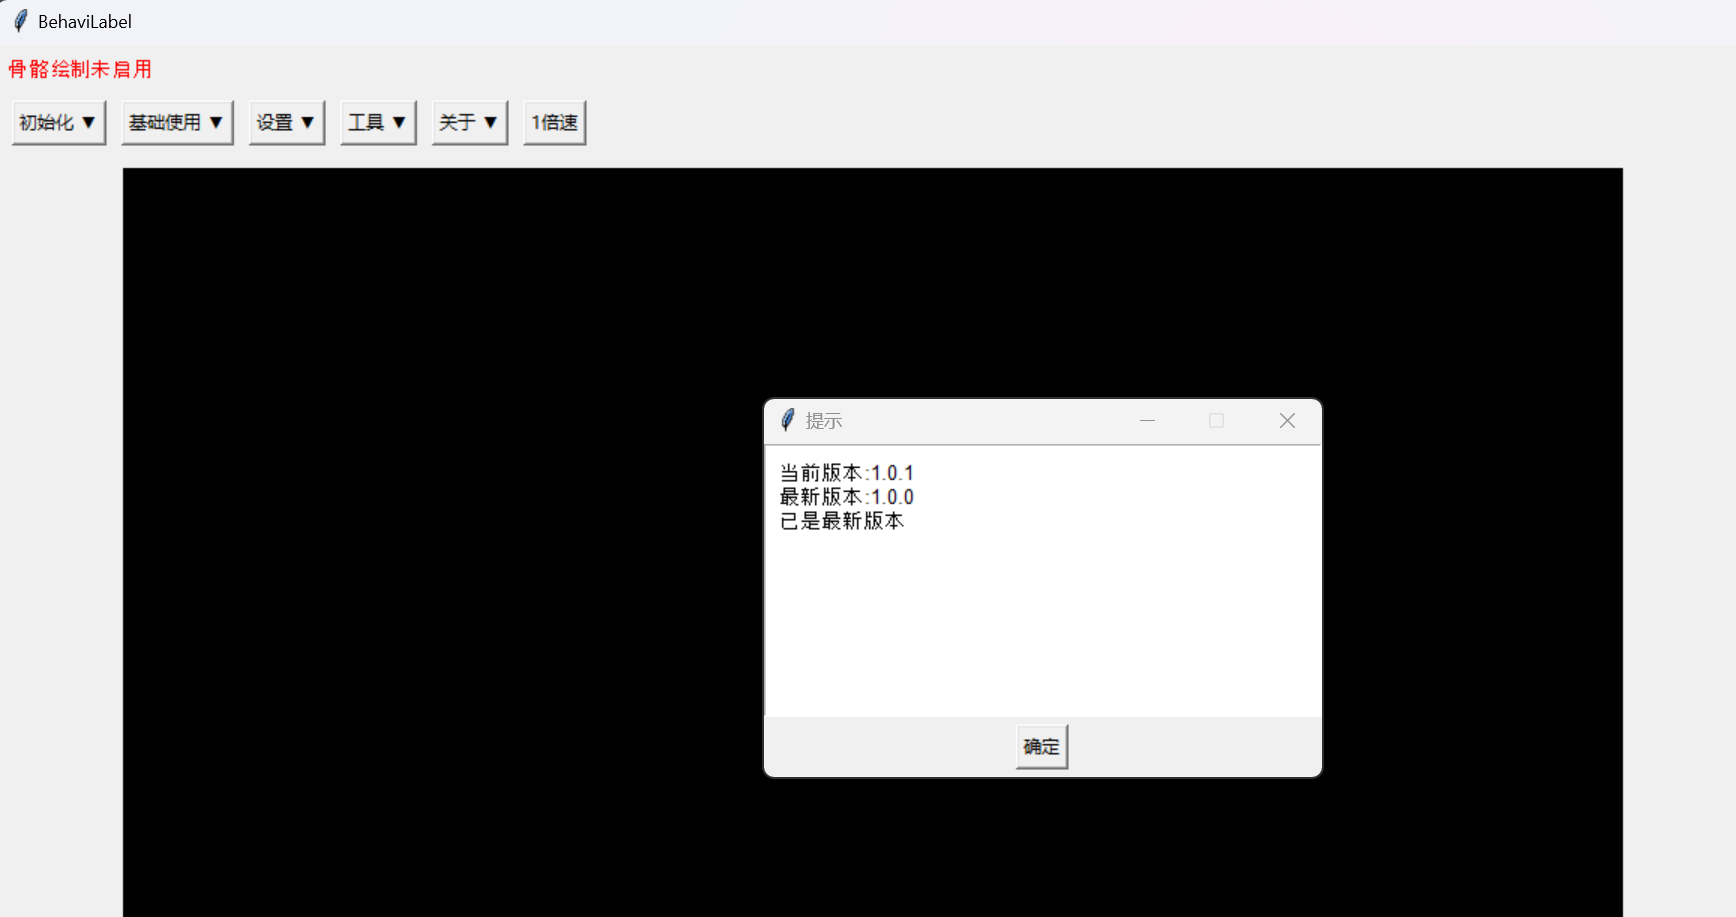 BehaviLabel
骨骼绘制未启用
初始化 ▼ 基础使用 ▼ 设置 ▼ 工具 ▼ 关于 ▼ 1倍速
提示
当前版本:1.0.1
最新版本:1.0.0
已是最新版本
确定